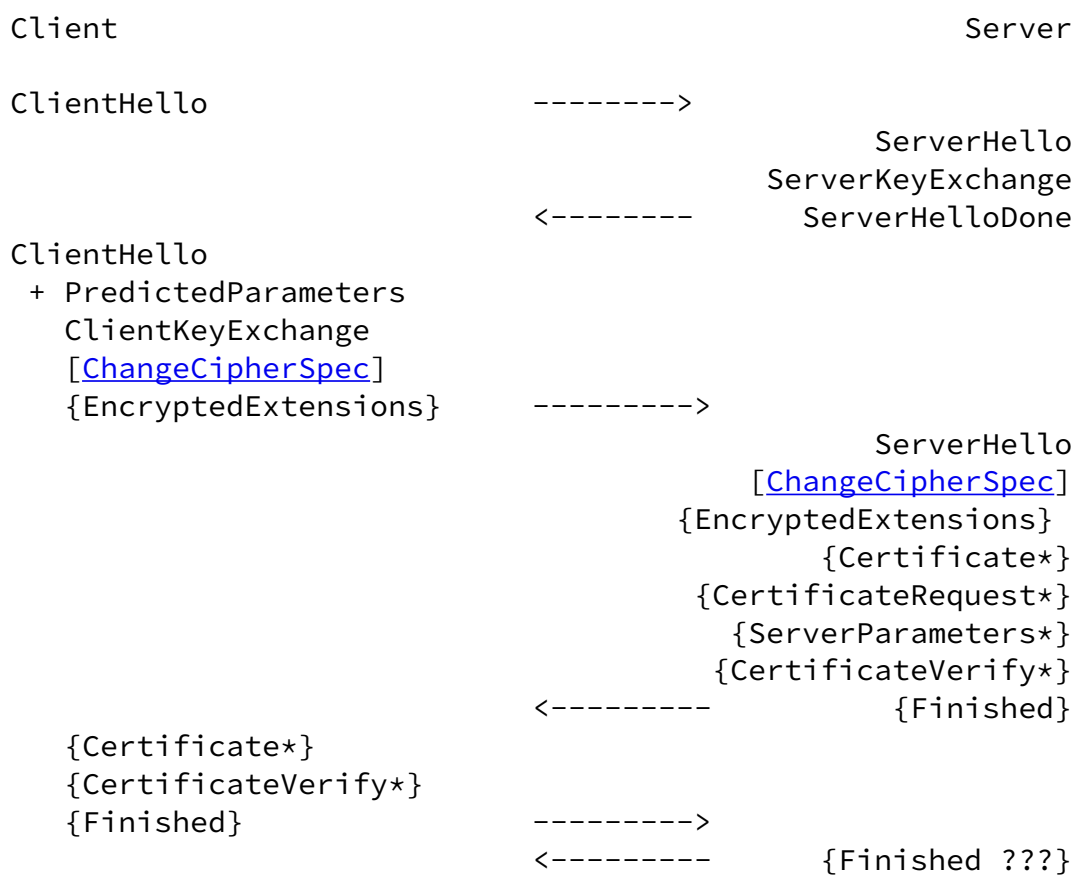 Client                                                     Server

ClientHello                  -------->
                                                ServerHello
                                          ServerKeyExchange
                             <--------      ServerHelloDone
ClientHello
 + PredictedParameters
   ClientKeyExchange
   [ChangeCipherSpec]
   {EncryptedExtensions}     --------->
                                                ServerHello
                                         [ChangeCipherSpec]
                                     {EncryptedExtensions}
                                             {Certificate*}
                                      {CertificateRequest*}
                                        {ServerParameters*}
                                       {CertificateVerify*}
                             <---------          {Finished}
   {Certificate*}
   {CertificateVerify*}
   {Finished}                --------->
                             <---------      {Finished ???}